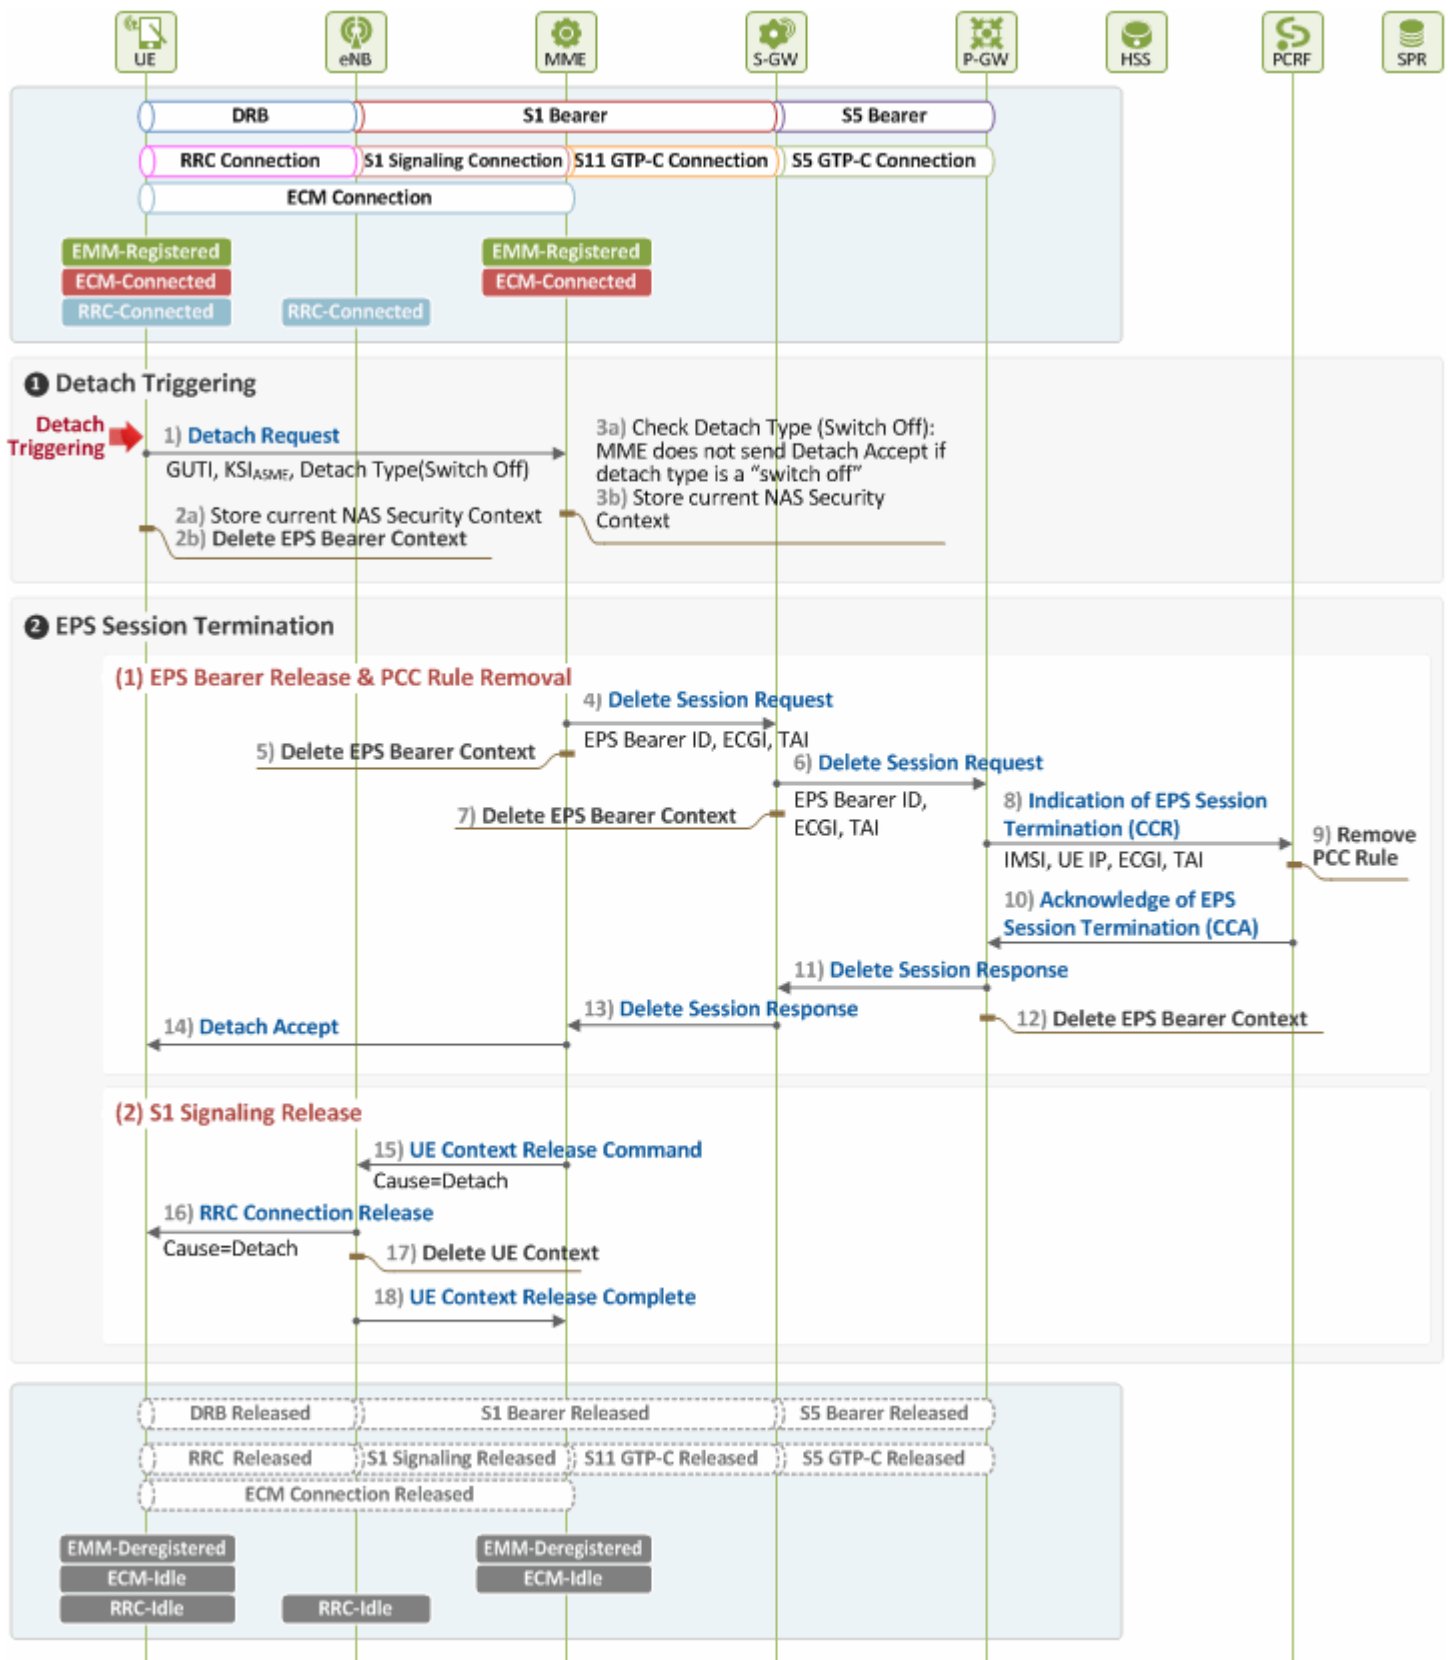 UE eNB MME S-GW P-GW HSS PCRF SPR
DRB S1 Bearer S5 Bearer
RRC Connection S1 Signaling Connection S11 GTP-C Connection S5 GTP-C Connection
ECM Connection
EMM-Registered EMM-Registered
ECM-Connected ECM-Connected
RRC-Connected RRC-Connected
1 Detach Triggering
Detach
Triggering
1) Detach Request
GUTI, KSIASME, Detach Type(Switch Off)
2a) Store current NAS Security Context
2b) Delete EPS Bearer Context
3a) Check Detach Type (Switch Off):
MME does not send Detach Accept if
detach type is a “switch off”
3b) Store current NAS Security
Context
2 EPS Session Termination
(1) EPS Bearer Release & PCC Rule Removal
4) Delete Session Request
EPS Bearer ID, ECGI, TAI
5) Delete EPS Bearer Context
6) Delete Session Request
EPS Bearer ID,
ECGI, TAI
7) Delete EPS Bearer Context
8) Indication of EPS Session
Termination (CCR)
IMSI, UE IP, ECGI, TAI
9) Remove
PCC Rule
10) Acknowledge of EPS
Session Termination (CCA)
11) Delete Session Response
12) Delete EPS Bearer Context
13) Delete Session Response
14) Detach Accept
(2) S1 Signaling Release
15) UE Context Release Command
Cause=Detach
16) RRC Connection Release
Cause=Detach
17) Delete UE Context
18) UE Context Release Complete
DRB Released S1 Bearer Released S5 Bearer Released
RRC Released S1 Signaling Released S11 GTP-C Released S5 GTP-C Released
ECM Connection Released
EMM-Deregistered EMM-Deregistered
ECM-Idle ECM-Idle
RRC-Idle RRC-Idle